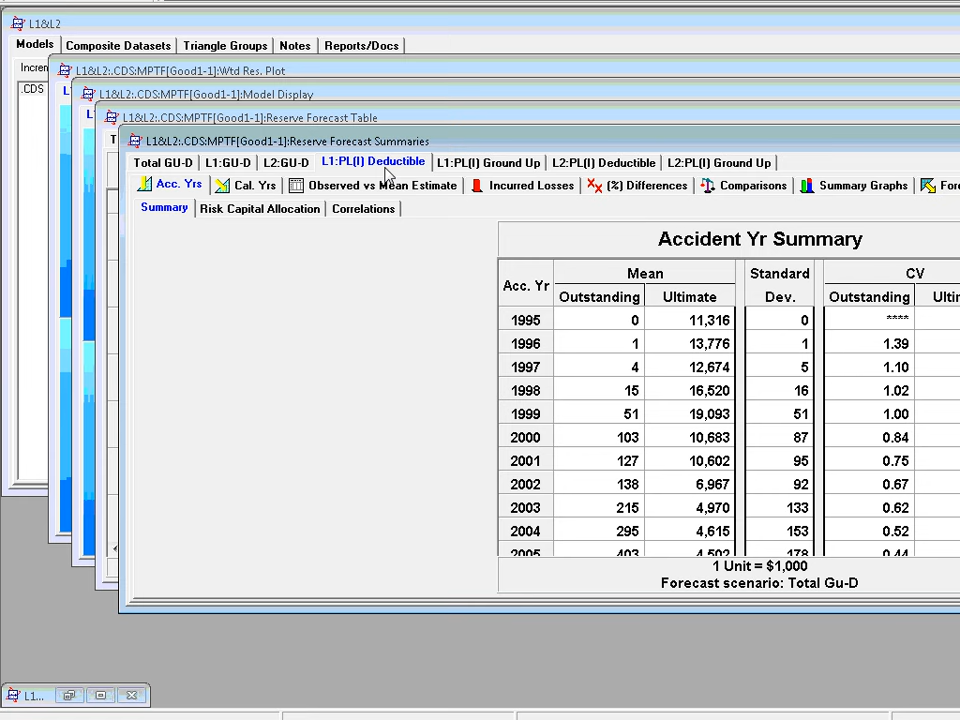 L1&L2
Models Composite Datasets Triangle Groups Notes Reports/Docs
Increm
.CDS
L1&L2:.CDS:MPTF[Good1-1]:Wtd Res. Plot
L1&L2:.CDS:MPTF[Good1-1]:Model Display
L1&L2:.CDS:MPTF[Good1-1]:Reserve Forecast Table
L1&L2:.CDS:MPTF[Good1-1]:Reserve Forecast Summaries
Total GU-D L1:GU-D L2:GU-D L1:PL(I) Deductible L1:PL(I) Ground Up L2:PL(I) Deductible L2:PL(I) Ground Up
Acc. Yrs Cal. Yrs Observed vs Mean Estimate Incurred Losses (%) Differences Comparisons Summary Graphs
Summary Risk Capital Allocation Correlations
Accident Yr Summary
Acc. Yr Mean Standard Dev. CV
Outstanding Ultimate Outstanding
1995 0 11,316 0 ****
1996 1 13,776 1 1.39
1997 4 12,674 5 1.10
1998 15 16,520 16 1.02
1999 51 19,093 51 1.00
2000 103 10,683 87 0.84
2001 127 10,602 95 0.75
2002 138 6,967 92 0.67
2003 215 4,970 133 0.62
2004 295 4,615 153 0.52
2005 403 4,502 178 0.44
1 Unit = $1,000
Forecast scenario: Total Gu-D
L1...